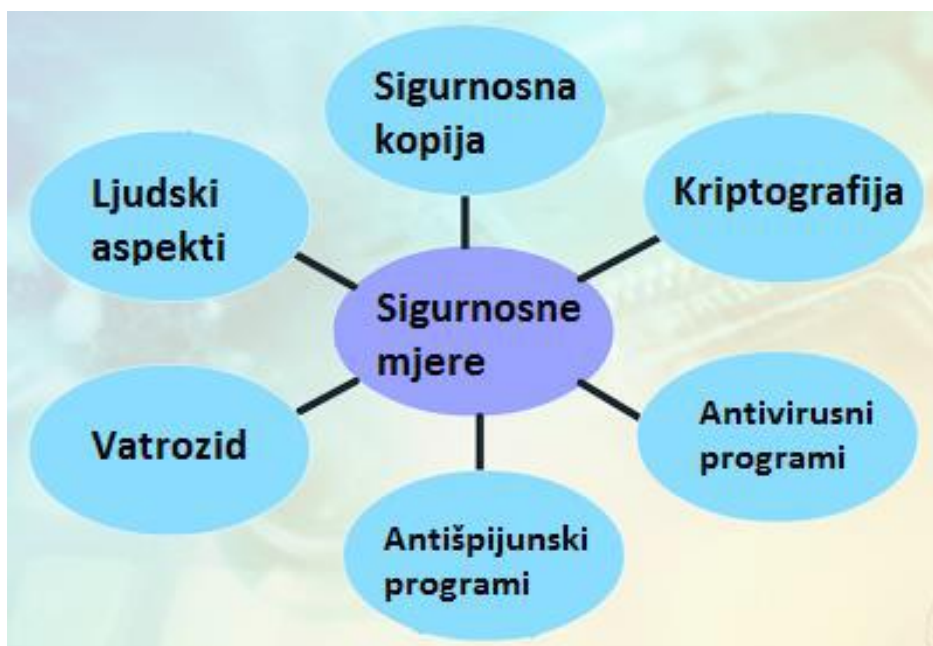 Sigurnosna
kopija
Ljudski
aspekti
Kriptografija
Sigurnosne
mjere
Vatrozid
Antivirusni
programi
Antišpijunski
programi